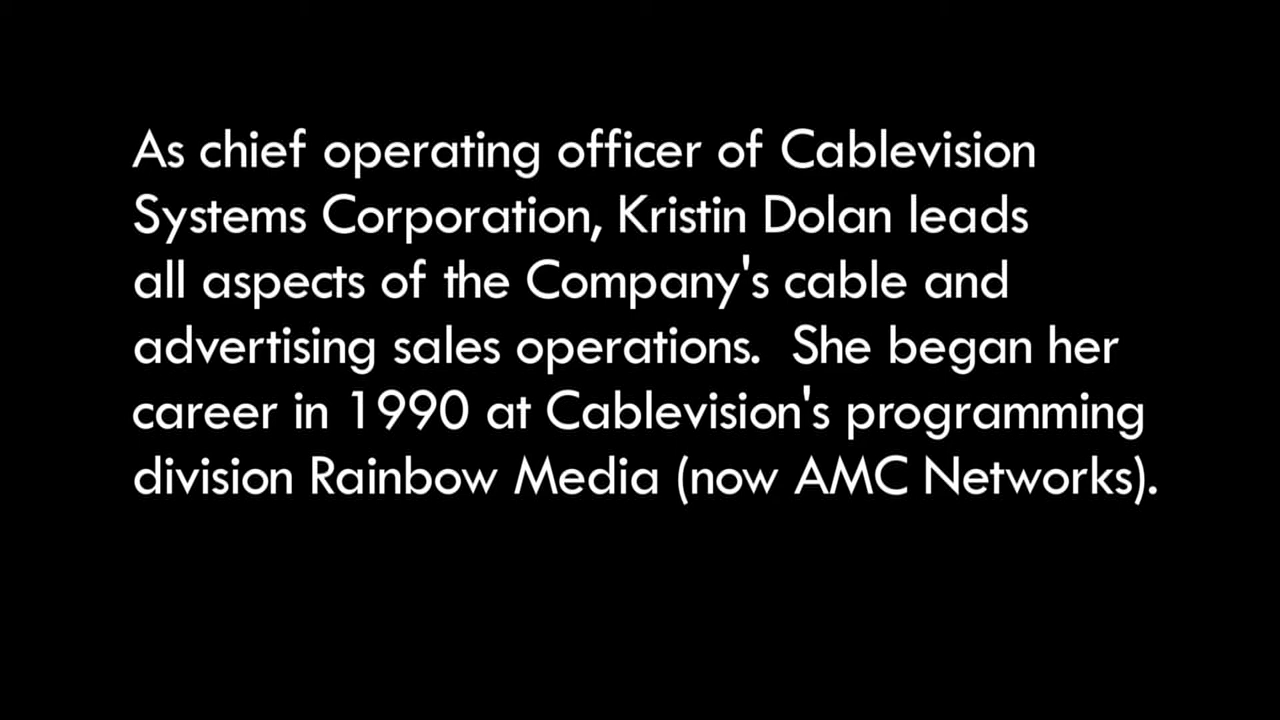 As chief operating officer of Cablevision
Systems Corporation, Kristin Dolan leads
all aspects of the Company's cable and
advertising sales operations.  She began her
career in 1990 at Cablevision's programming
division Rainbow Media (now AMC Networks).